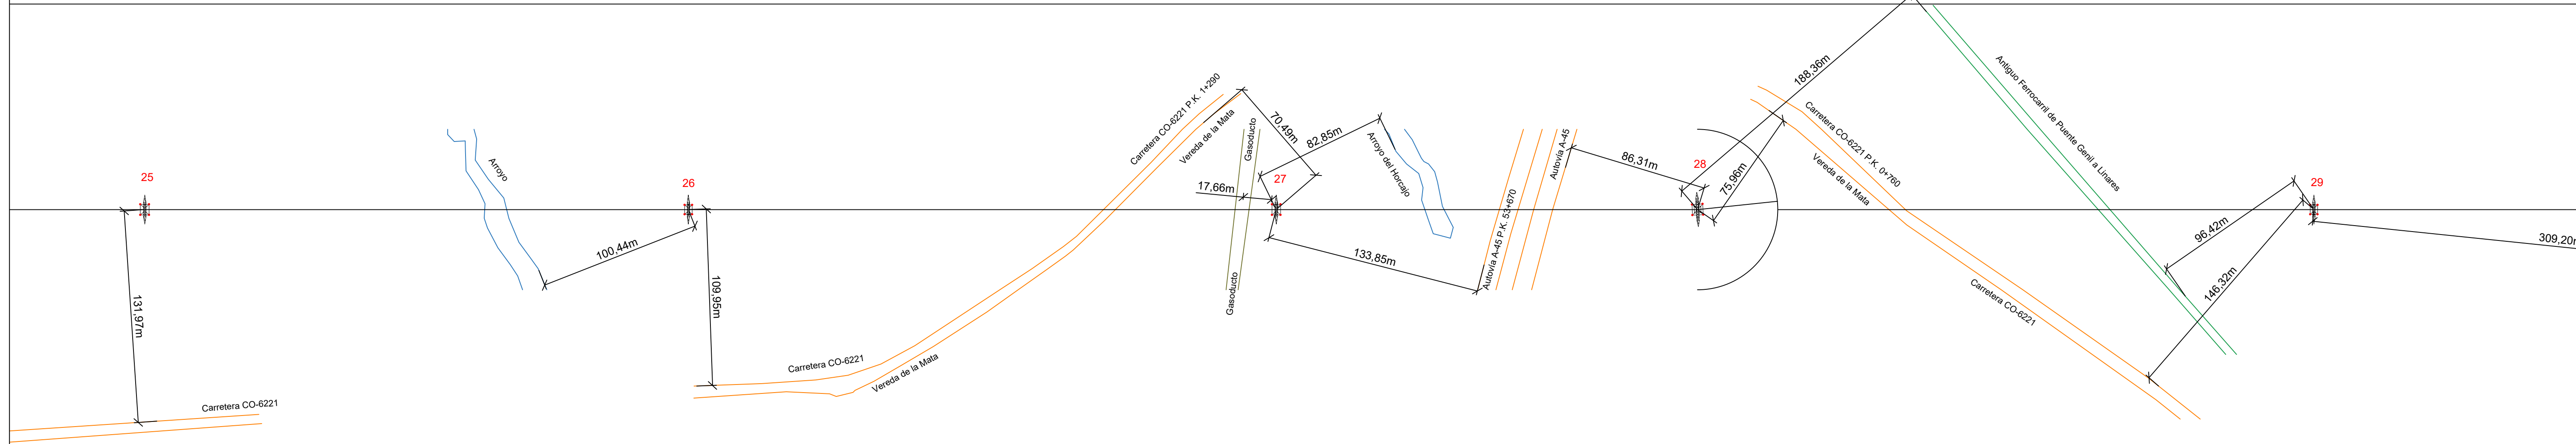 25
131,97m
Carretera CO-6221
Arroyo
100,44m
26
109,95m
Carretera CO-6221
Vereda de la Mata
Carretera CO-6221 P.K. 1+290
Vereda de la Mata
Gasoducto
Gasoducto
17,66m
70,49m
82,85m
27
133,85m
Arroyo del Horcajo
Autovía A-45 P.K. 53+670
Autovía A-45
86,31m
28
75,96m
188,36m
Carretera CO-6221 P.K. 0+760
Vereda de la Mata
Carretera CO-6221
Antiguo Ferrocarril de Puente Genil a Linares
96,42m
146,32m
29
309,20m